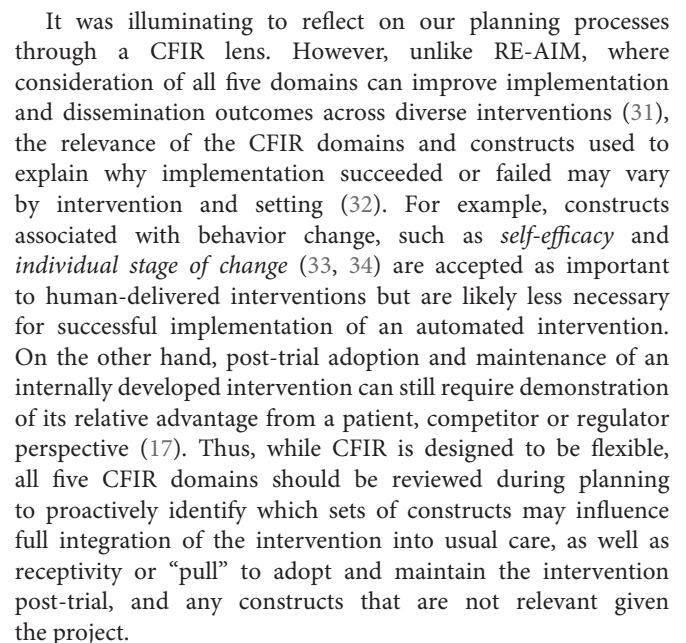 It was illuminating to reflect on our planning processes
through a CFIR lens. However, unlike RE-AIM, where
consideration of all five domains can improve implementation
and dissemination outcomes across diverse interventions (31),
the relevance of the CFIR domains and constructs used to
explain why implementation succeeded or failed may vary
by intervention and setting (32). For example, constructs
associated with behavior change, such as self-efficacy and
individual stage of change (33, 34) are accepted as important
to human-delivered interventions but are likely less necessary
for successful implementation of an automated intervention.
On the other hand, post-trial adoption and maintenance of an
internally developed intervention can still require demonstration
of its relative advantage from a patient, competitor or regulator
perspective (17). Thus, while CFIR is designed to be flexible,
all five CFIR domains should be reviewed during planning
to proactively identify which sets of constructs may influence
full integration of the intervention into usual care, as well as
receptivity or “pull” to adopt and maintain the intervention
post-trial, and any constructs that are not relevant given
the project.